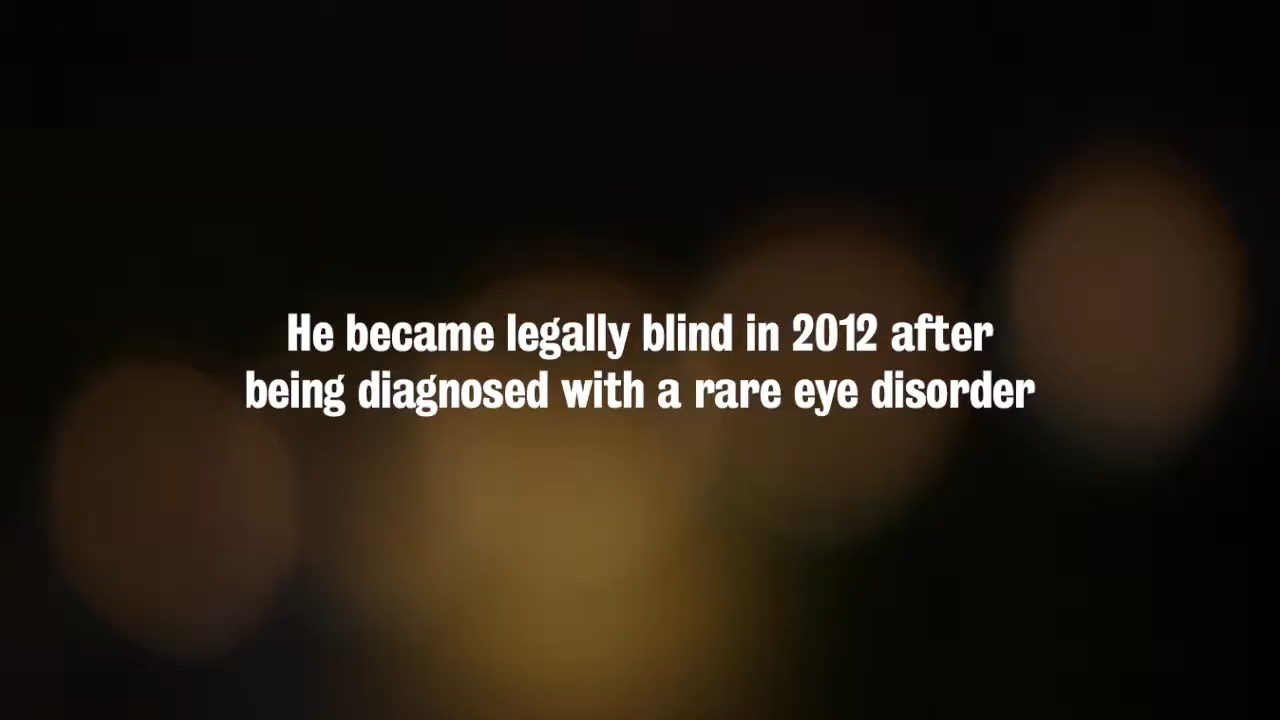 He became legally blind in 2012 after
being diagnosed with a rare eye disorder